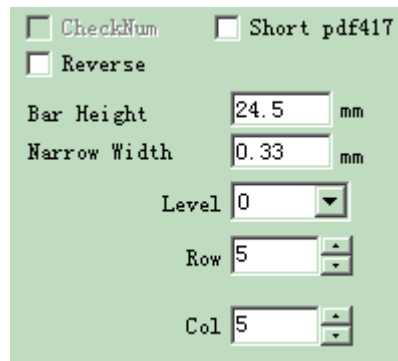 CheckNum Short pdf417
Reverse
Bar Height 24.5 mm
Narrow Width 0.33 mm
Level 0
Row 5
Col 5